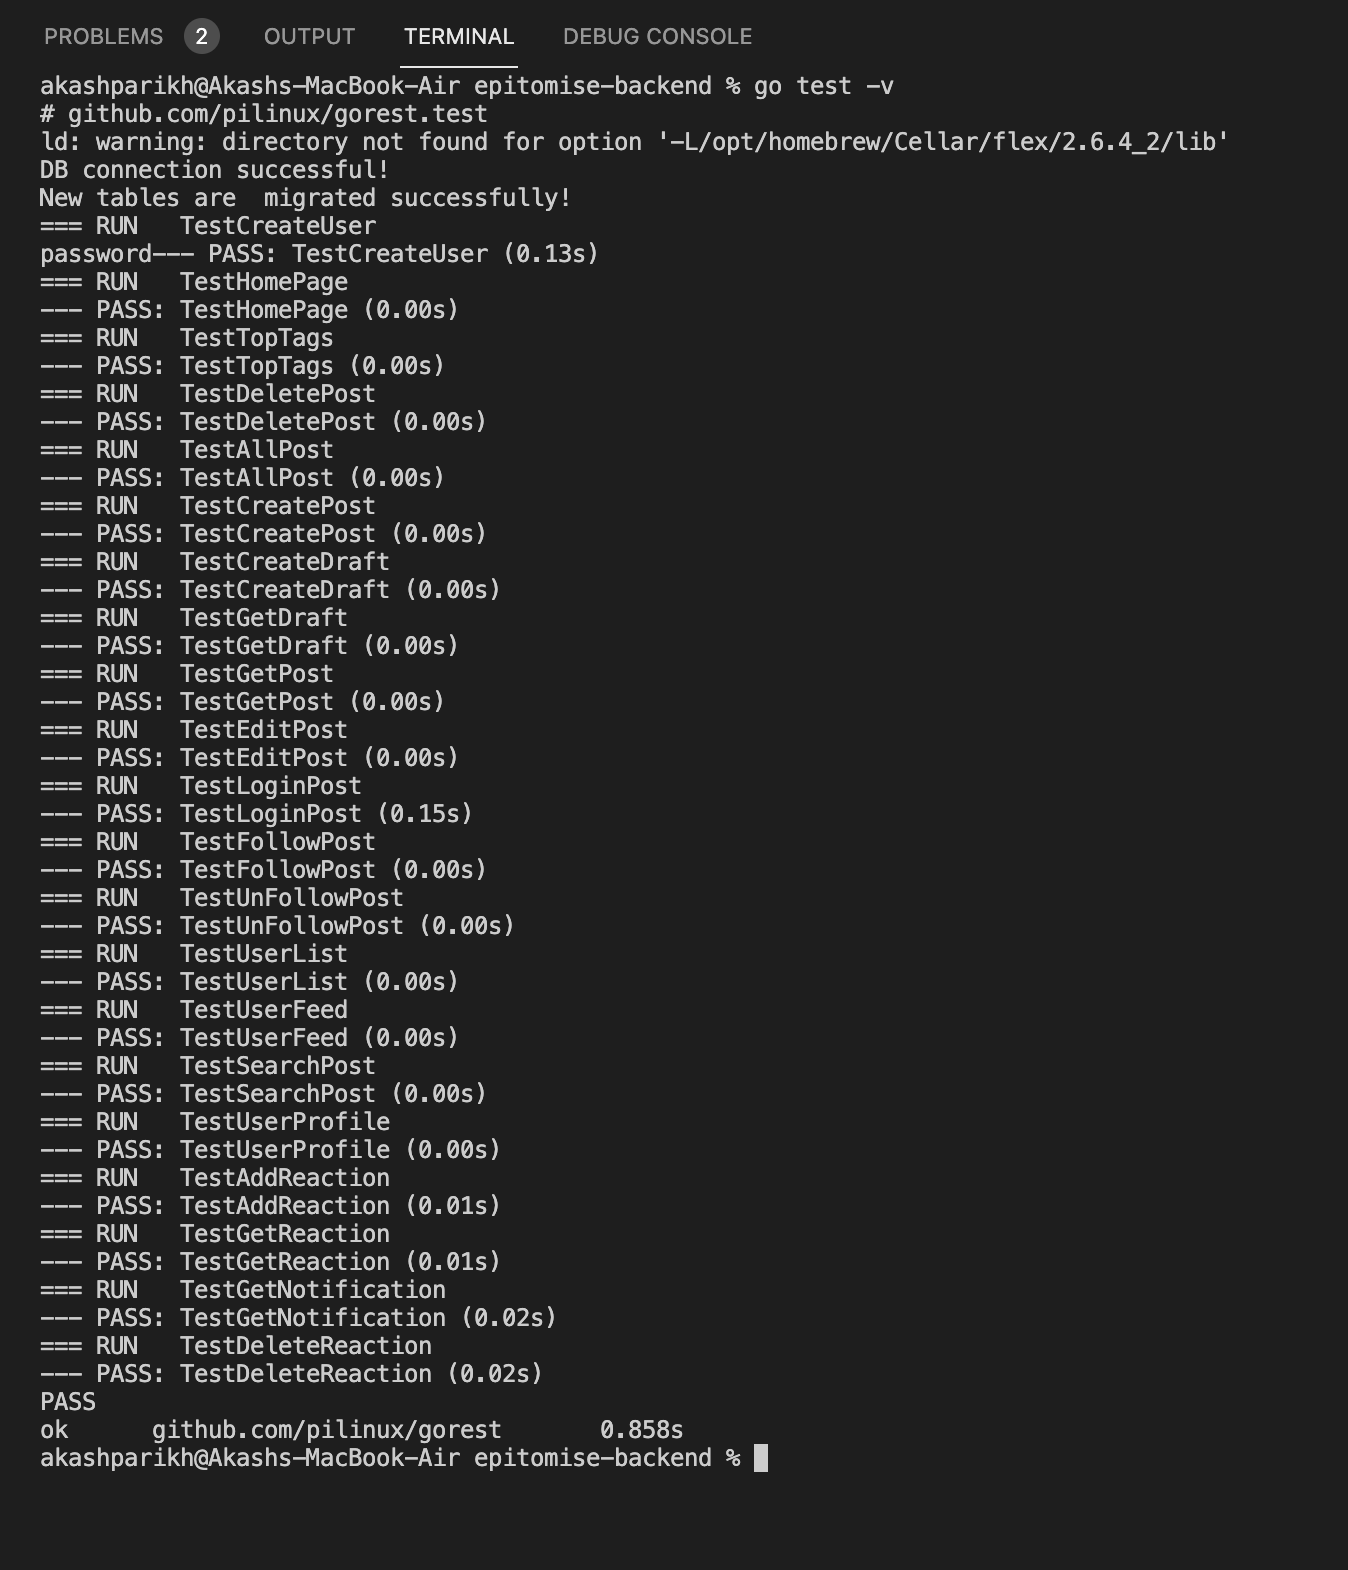 PROBLEMS 2 OUTPUT TERMINAL DEBUG CONSOLE
akashparikh@Akashs-MacBook-Air epitomise-backend % go test -v
# github.com/pilinux/gorest.test
ld: warning: directory not found for option '-L/opt/homebrew/Cellar/flex/2.6.4_2/lib'
DB connection successful!
New tables are  migrated successfully!
=== RUN   TestCreateUser
password--- PASS: TestCreateUser (0.13s)
=== RUN   TestHomePage
--- PASS: TestHomePage (0.00s)
=== RUN   TestTopTags
--- PASS: TestTopTags (0.00s)
=== RUN   TestDeletePost
--- PASS: TestDeletePost (0.00s)
=== RUN   TestAllPost
--- PASS: TestAllPost (0.00s)
=== RUN   TestCreatePost
--- PASS: TestCreatePost (0.00s)
=== RUN   TestCreateDraft
--- PASS: TestCreateDraft (0.00s)
=== RUN   TestGetDraft
--- PASS: TestGetDraft (0.00s)
=== RUN   TestGetPost
--- PASS: TestGetPost (0.00s)
=== RUN   TestEditPost
--- PASS: TestEditPost (0.00s)
=== RUN   TestLoginPost
--- PASS: TestLoginPost (0.15s)
=== RUN   TestFollowPost
--- PASS: TestFollowPost (0.00s)
=== RUN   TestUnFollowPost
--- PASS: TestUnFollowPost (0.00s)
=== RUN   TestUserList
--- PASS: TestUserList (0.00s)
=== RUN   TestUserFeed
--- PASS: TestUserFeed (0.00s)
=== RUN   TestSearchPost
--- PASS: TestSearchPost (0.00s)
=== RUN   TestUserProfile
--- PASS: TestUserProfile (0.00s)
=== RUN   TestAddReaction
--- PASS: TestAddReaction (0.01s)
=== RUN   TestGetReaction
--- PASS: TestGetReaction (0.01s)
=== RUN   TestGetNotification
--- PASS: TestGetNotification (0.02s)
=== RUN   TestDeleteReaction
--- PASS: TestDeleteReaction (0.02s)
PASS
ok      github.com/pilinux/gorest       0.858s
akashparikh@Akashs-MacBook-Air epitomise-backend %